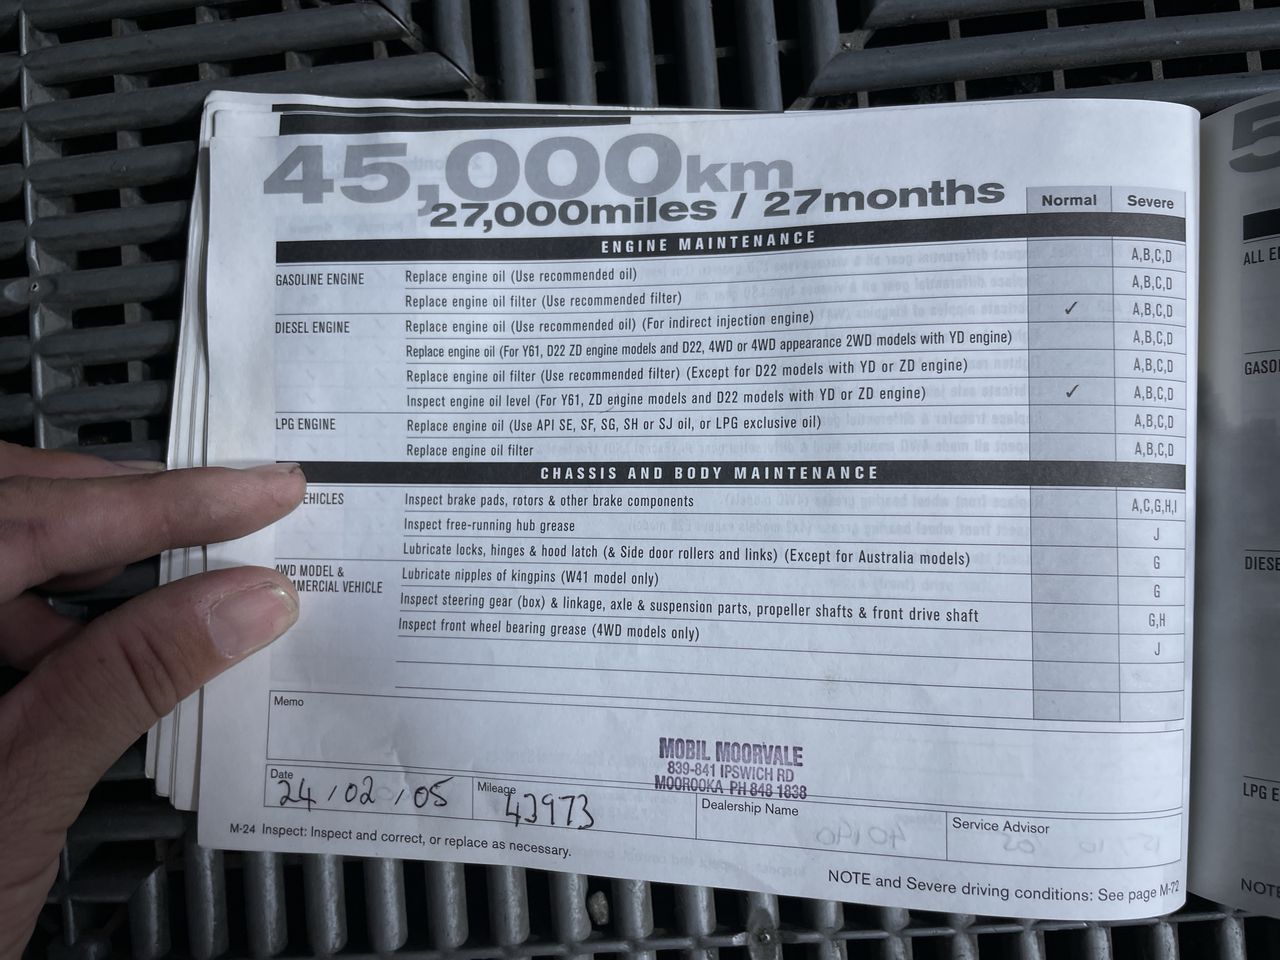 45,000km
27,000miles / 27months
Normal Severe
ENGINE MAINTENANCE
GASOLINE ENGINE Replace engine oil (Use recommended oil) A,B,C,D
Replace engine oil filter (Use recommended filter) A,B,C,D
DIESEL ENGINE Replace engine oil (Use recommended oil) (For indirect injection engine) ✓ A,B,C,D
Replace engine oil (For Y61, D22 ZD engine models and D22, 4WD or 4WD appearance 2WD models with YD engine) A,B,C,D
Replace engine oil filter (Use recommended filter) (Except for D22 models with YD or ZD engine) A,B,C,D
Inspect engine oil level (For Y61, ZD engine models and D22 models with YD or ZD engine) ✓ A,B,C,D
LPG ENGINE Replace engine oil (Use API SE, SF, SG, SH or SJ oil, or LPG exclusive oil) A,B,C,D
Replace engine oil filter A,B,C,D
CHASSIS AND BODY MAINTENANCE
EHICLES Inspect brake pads, rotors & other brake components A,C,G,H,I
Inspect free-running hub grease J
Lubricate locks, hinges & hood latch (& Side door rollers and links) (Except for Australia models) G
4WD MODEL &
MMERCIAL VEHICLE Lubricate nipples of kingpins (W41 model only) G
Inspect steering gear (box) & linkage, axle & suspension parts, propeller shafts & front drive shaft G,H
Inspect front wheel bearing grease (4WD models only) J
Memo
MOBIL MOORVALE
839-841 IPSWICH RD
MOOROOKA PH 848 1838
Date 24/02/05 Mileage 43973 Dealership Name Service Advisor
M-24 Inspect: Inspect and correct, or replace as necessary.
NOTE and Severe driving conditions: See page M-72
5
ALL E
GASO
DIESE
LPG E
NOTE